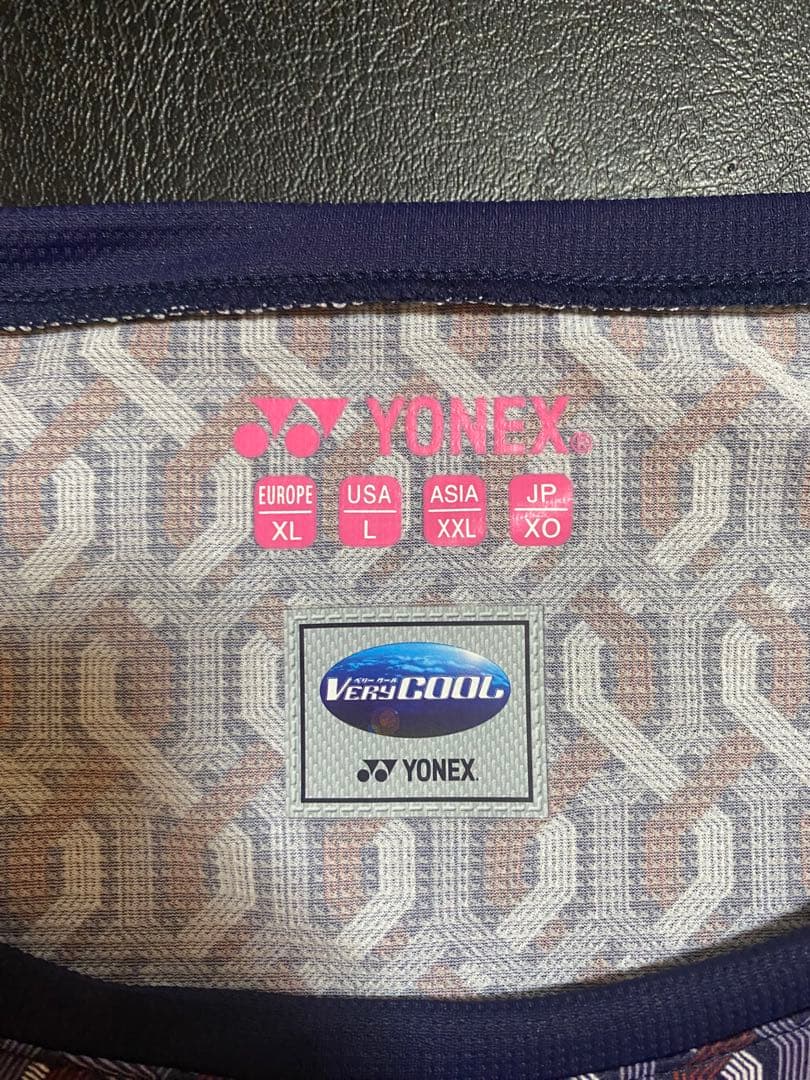 YONEX®
EUROPE USA ASIA JP
XL L XXL XO
ベリークール
VERYCOOL
YONEX.